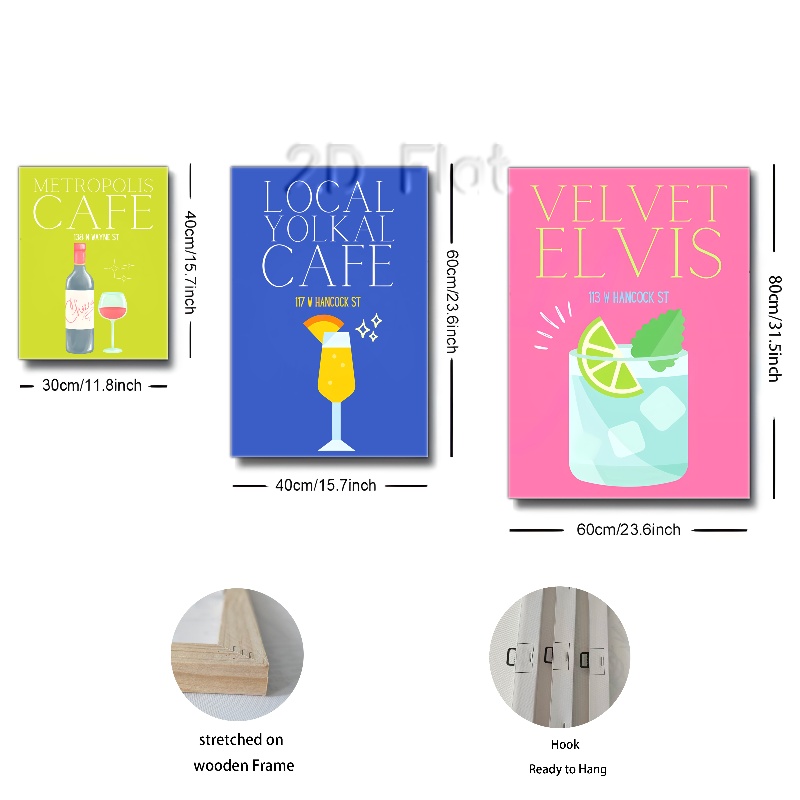 2D Flat
METROPOLIS
CAFE
138 N WAYNE ST
Cheers
30cm/11.8inch
40cm/15.7inch
LOCAL
YOLKAL
CAFE
117 W HANCOCK ST
40cm/15.7inch
60cm/23.6inch
VELVET
ELVIS
113 W HANCOCK ST
60cm/23.6inch
80cm/31.5inch
stretched on
wooden Frame
Hook
Ready to Hang